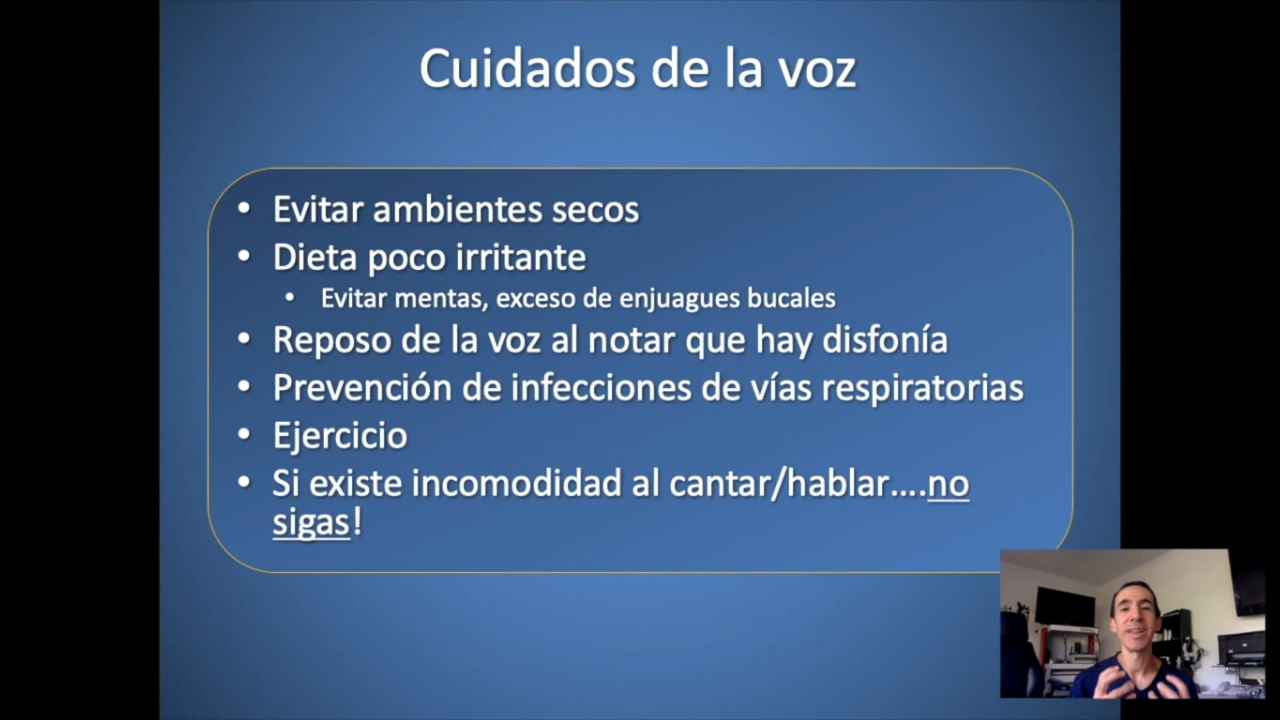 Cuidados de la voz
• Evitar ambientes secos
• Dieta poco irritante
• Evitar mentas, exceso de enjuagues bucales
• Reposo de la voz al notar que hay disfonía
• Prevención de infecciones de vías respiratorias
• Ejercicio
• Si existe incomodidad al cantar/hablar....no
sigas!